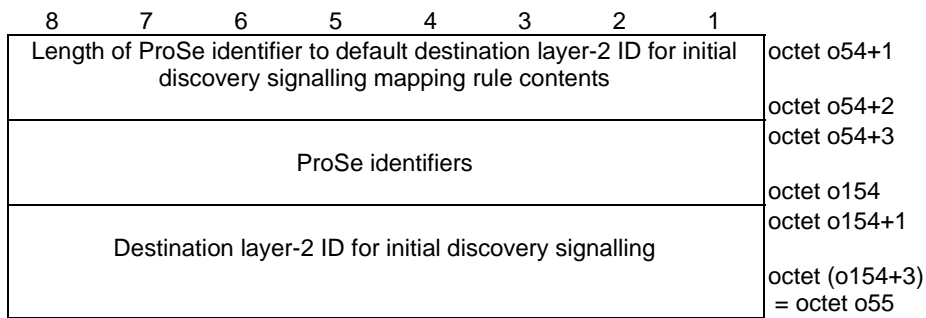 8 7 6 5 4 3 2 1
Length of ProSe identifier to default destination layer-2 ID for initial octet o54+1
discovery signalling mapping rule contents
octet o54+2
octet o54+3
ProSe identifiers
octet o154
octet o154+1
Destination layer-2 ID for initial discovery signalling
octet (o154+3)
= octet o55